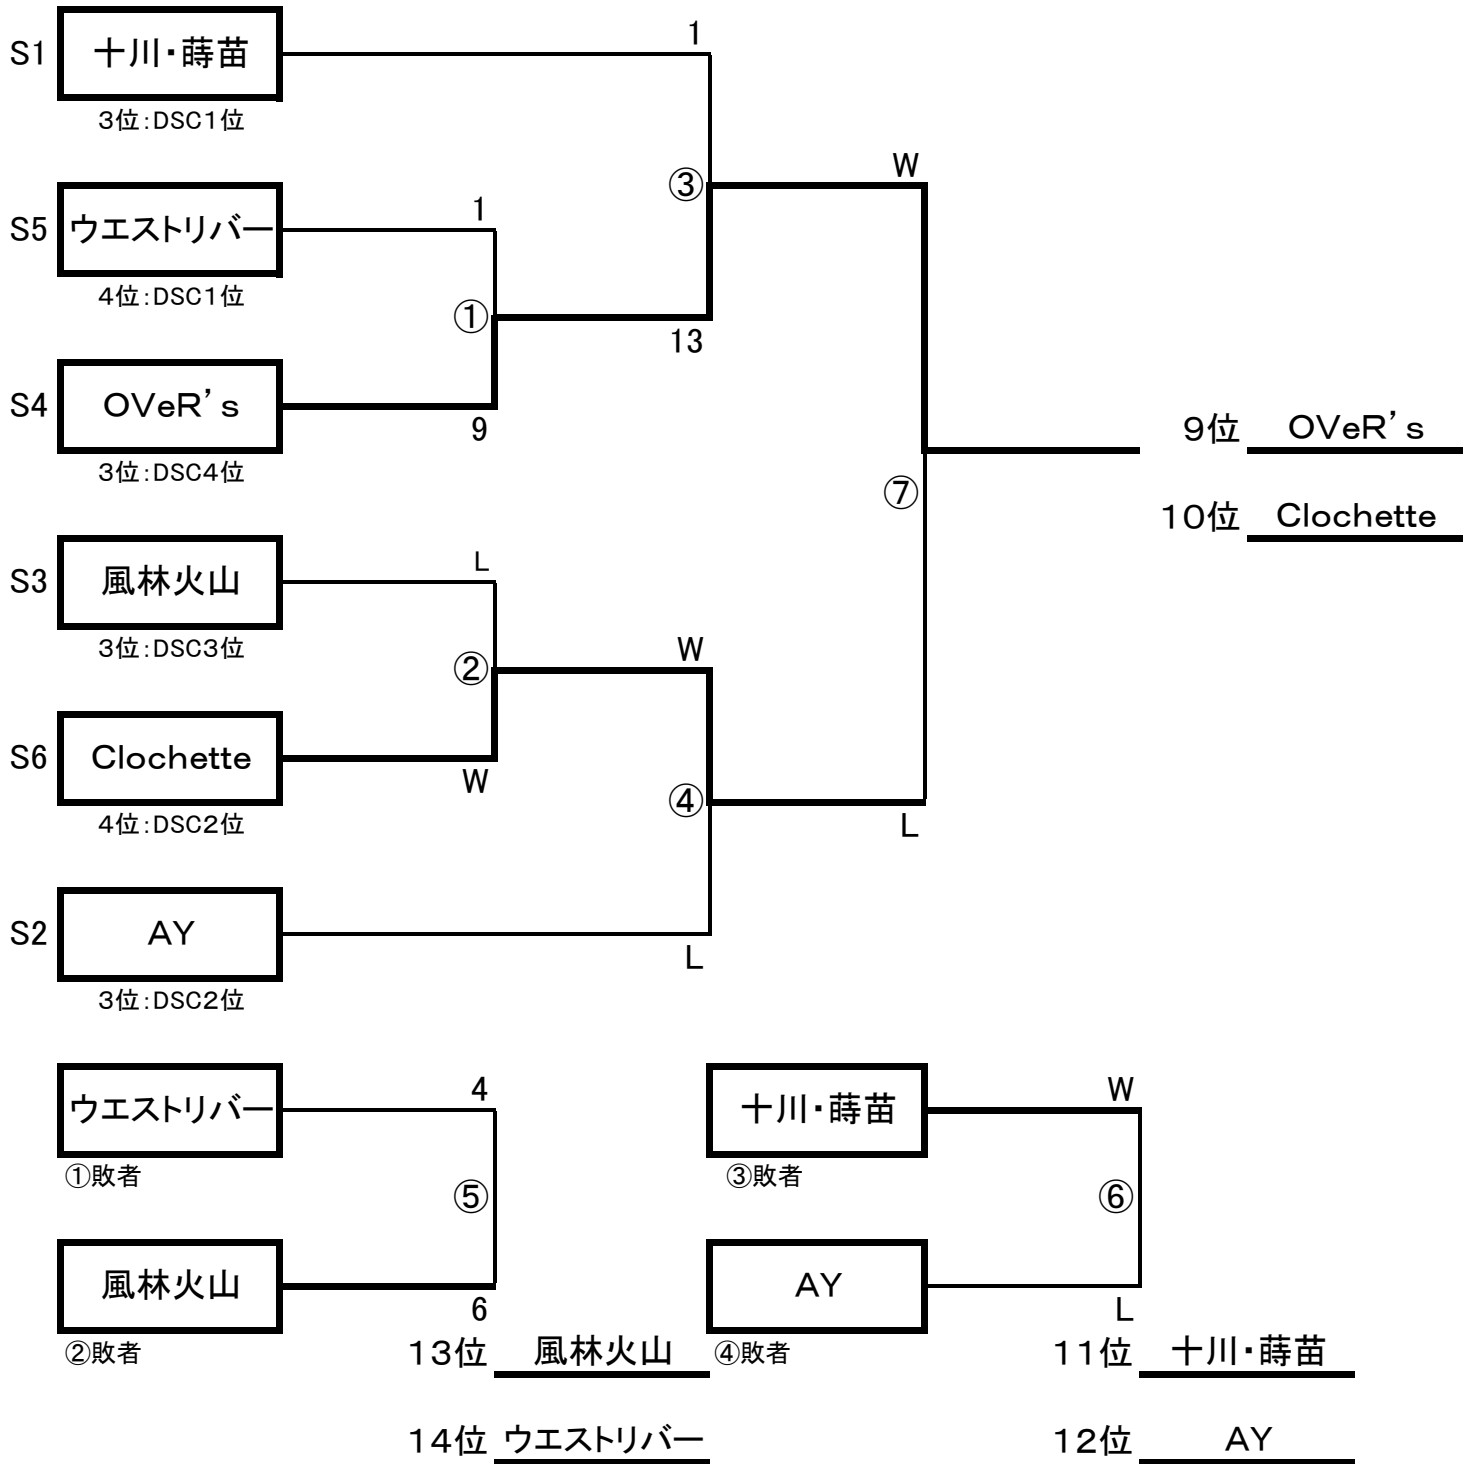 1
S1 十川・蒔苗
3位:DSC1位
③ W
S5 ウエストリバー 1
4位:DSC1位
① 13
S4 OVeR's
9
3位:DSC4位
9位 OVeR's
⑦
10位 Clochette
S3 風林火山 L
3位:DSC3位
② W
S6 Clochette
W
4位:DSC2位
④
L
S2 AY
L
3位:DSC2位
ウエストリバー 4
①敗者
⑤
風林火山
6
②敗者
13位 風林火山
14位 ウエストリバー
十川・蒔苗 W
③敗者
⑥
AY
L
④敗者
11位 十川・蒔苗
12位 AY